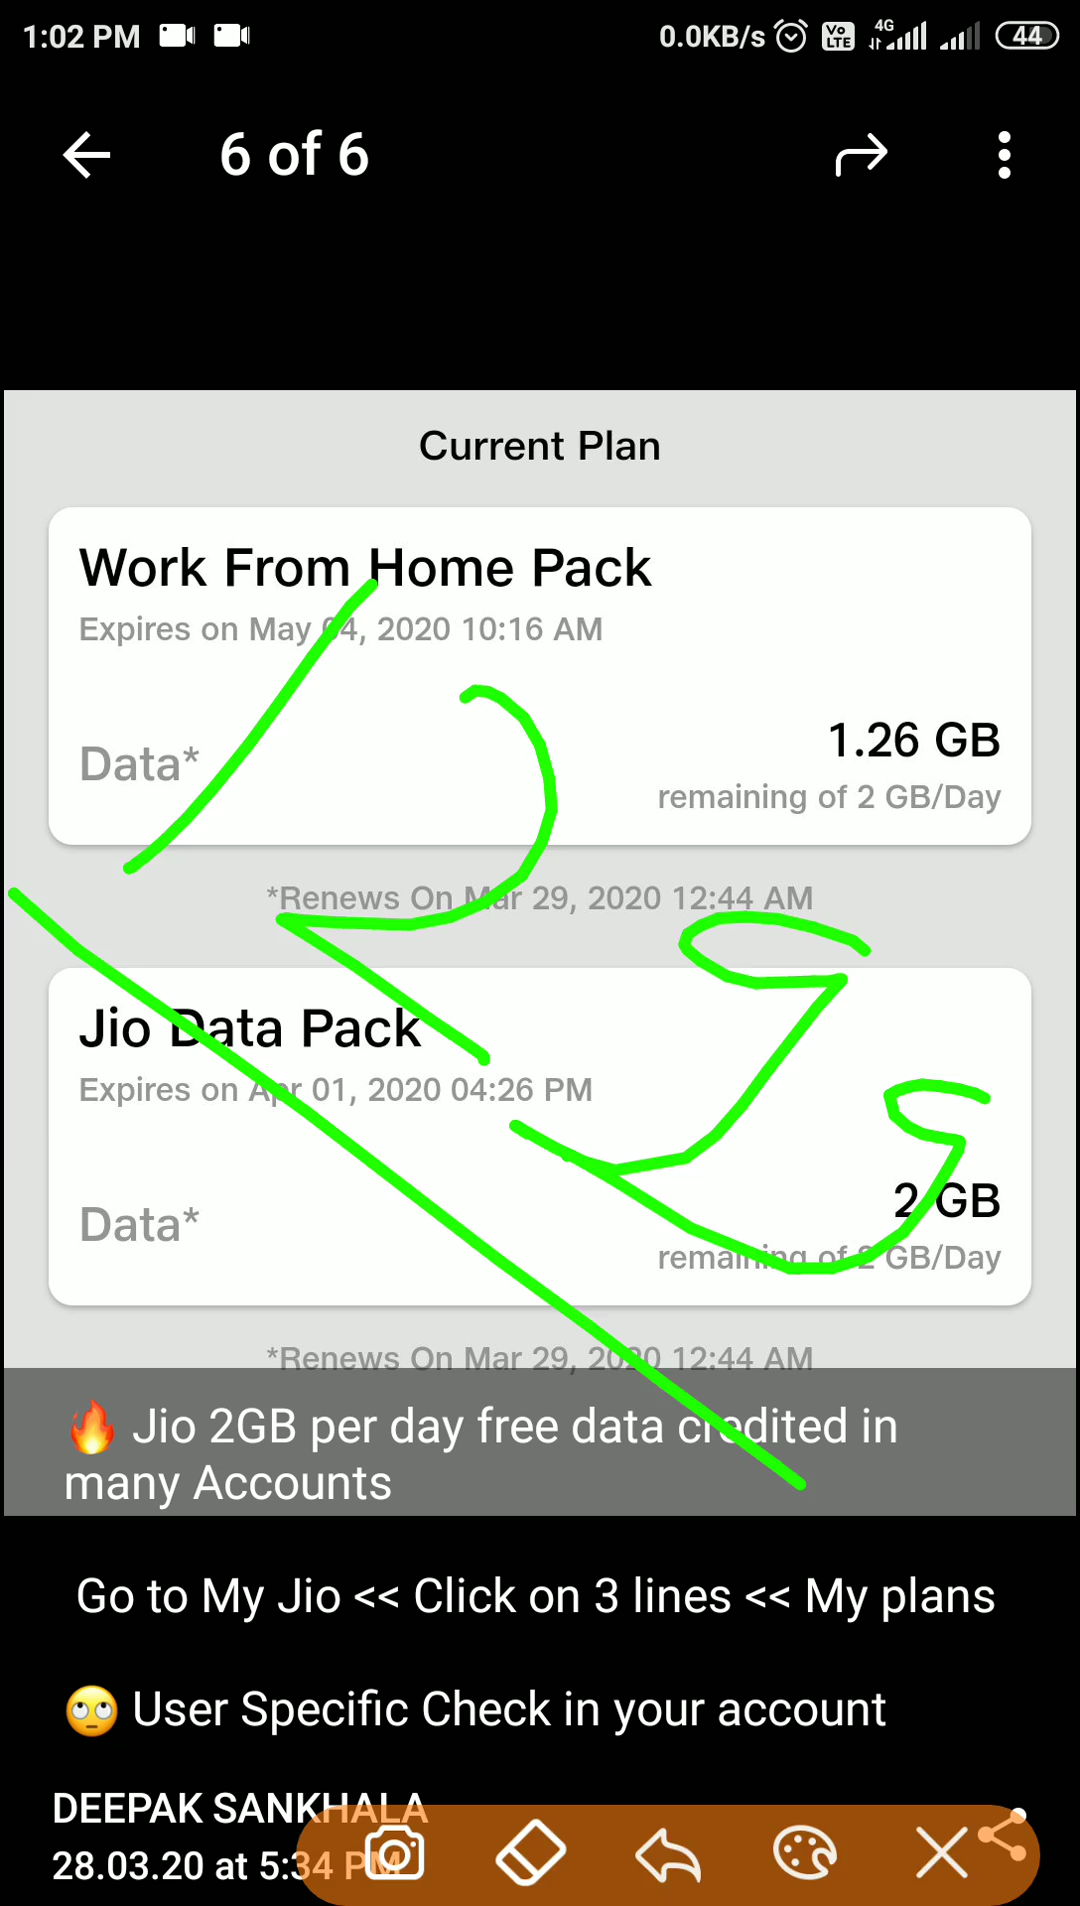 1:02 PM 0.0KB/s Vo LTE 4G 44
6 of 6
Current Plan
Work From Home Pack
Expires on May 04, 2020 10:16 AM
Data* 1.26 GB
remaining of 2 GB/Day
*Renews On Mar 29, 2020 12:44 AM
Jio Data Pack
Expires on Apr 01, 2020 04:26 PM
Data* 2 GB
remaining of 2 GB/Day
*Renews On Mar 29, 2020 12:44 AM
🔥 Jio 2GB per day free data credited in
many Accounts
Go to My Jio << Click on 3 lines << My plans
🙄 User Specific Check in your account
DEEPAK SANKHALA
28.03.20 at 5:34 PM